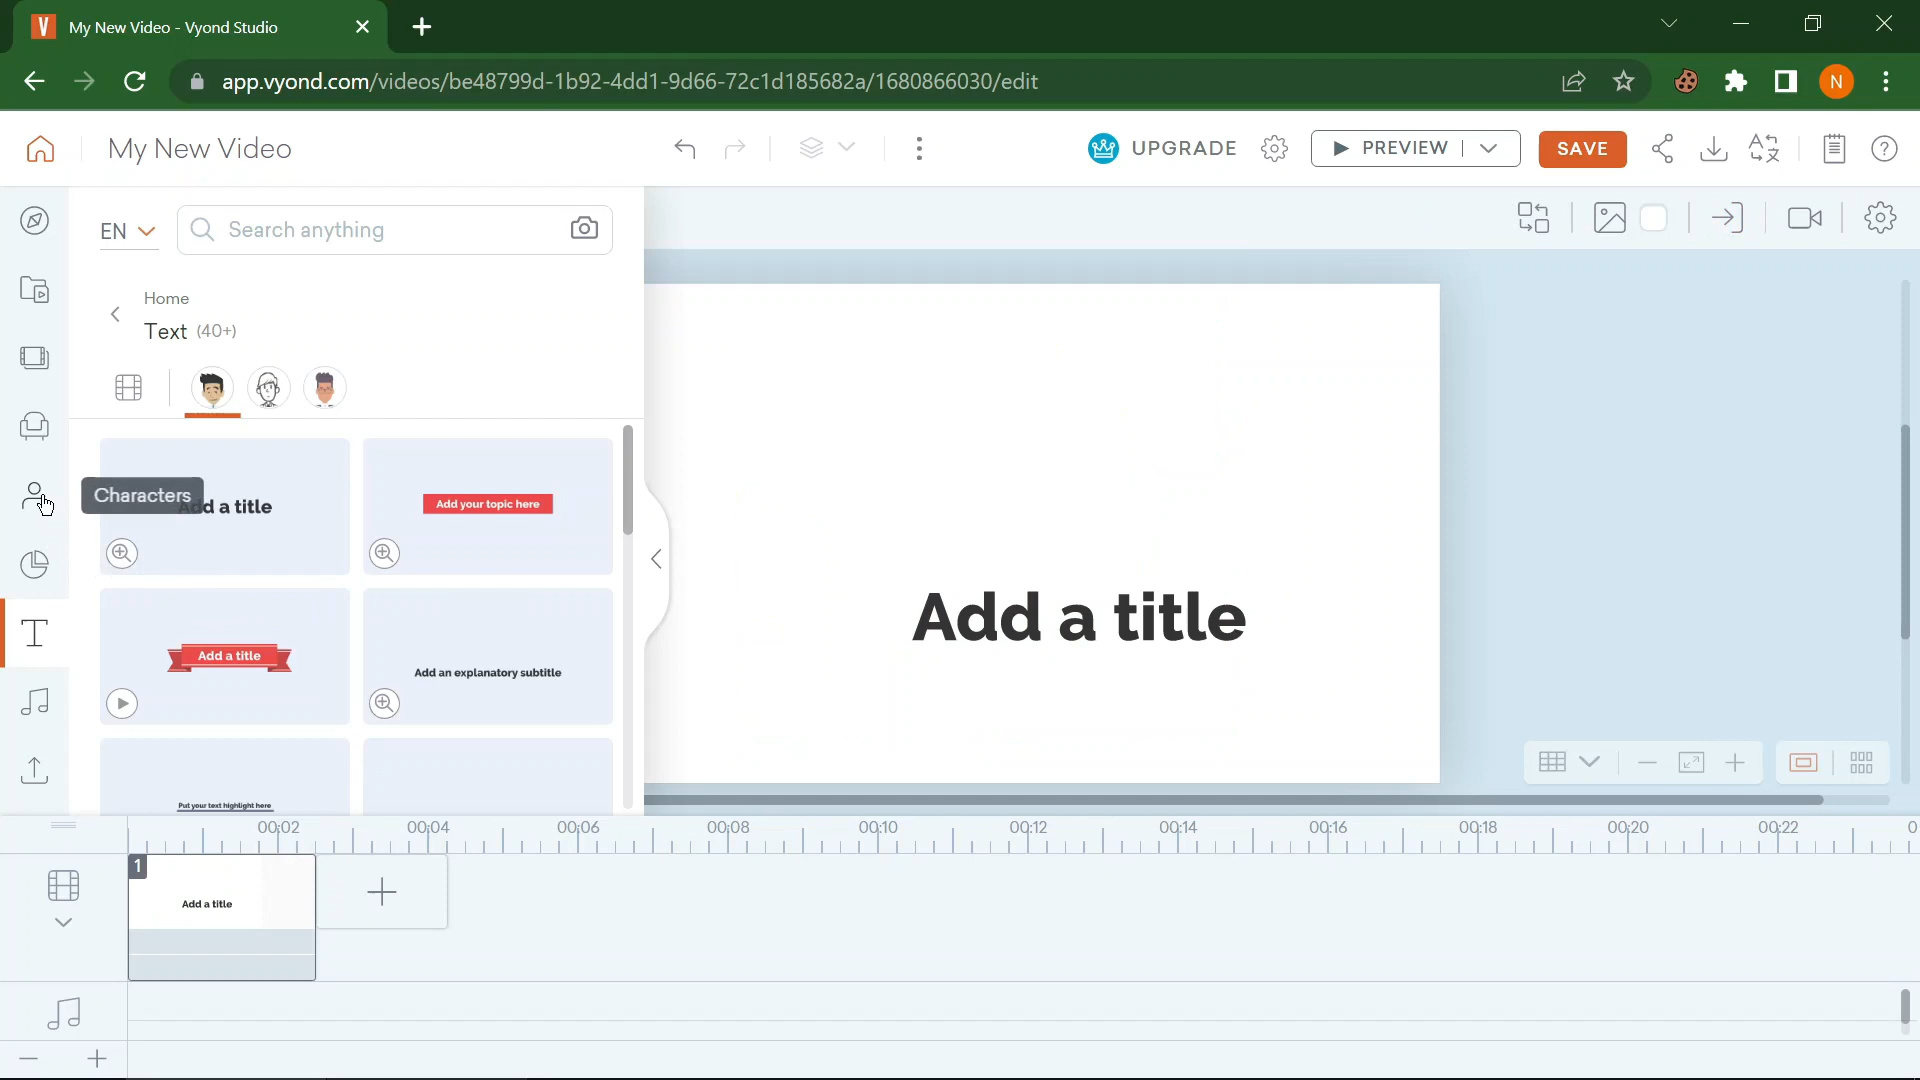 My New Video - Vyond Studio
app.vyond.com/videos/be48799d-1b92-4dd1-9d66-72c1d185682a/1680866030/edit
N
My New Video
UPGRADE
PREVIEW
SAVE
EN
Search anything
Home
Text (40+)
Characters
Add a title
Add your topic here
Add a title
Add an explanatory subtitle
Put your text highlight here
Add a title
00:02
00:04
00:06
00:08
00:10
00:12
00:14
00:16
00:18
00:20
00:22
0
1
Add a title